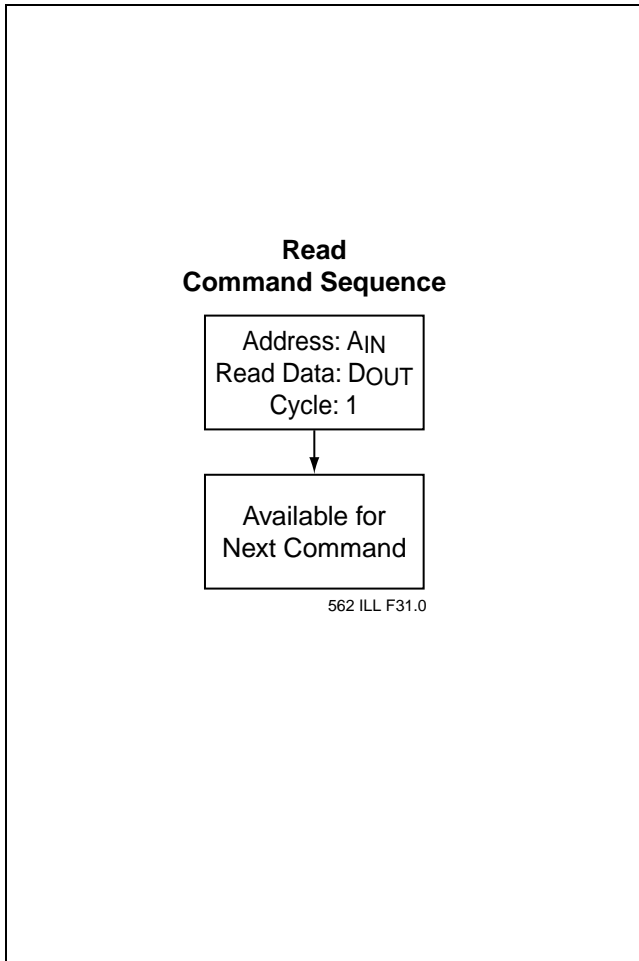 Read
Command Sequence
Address: AIN
Read Data: DOUT
Cycle: 1
Available for
Next Command
562 ILL F31.0